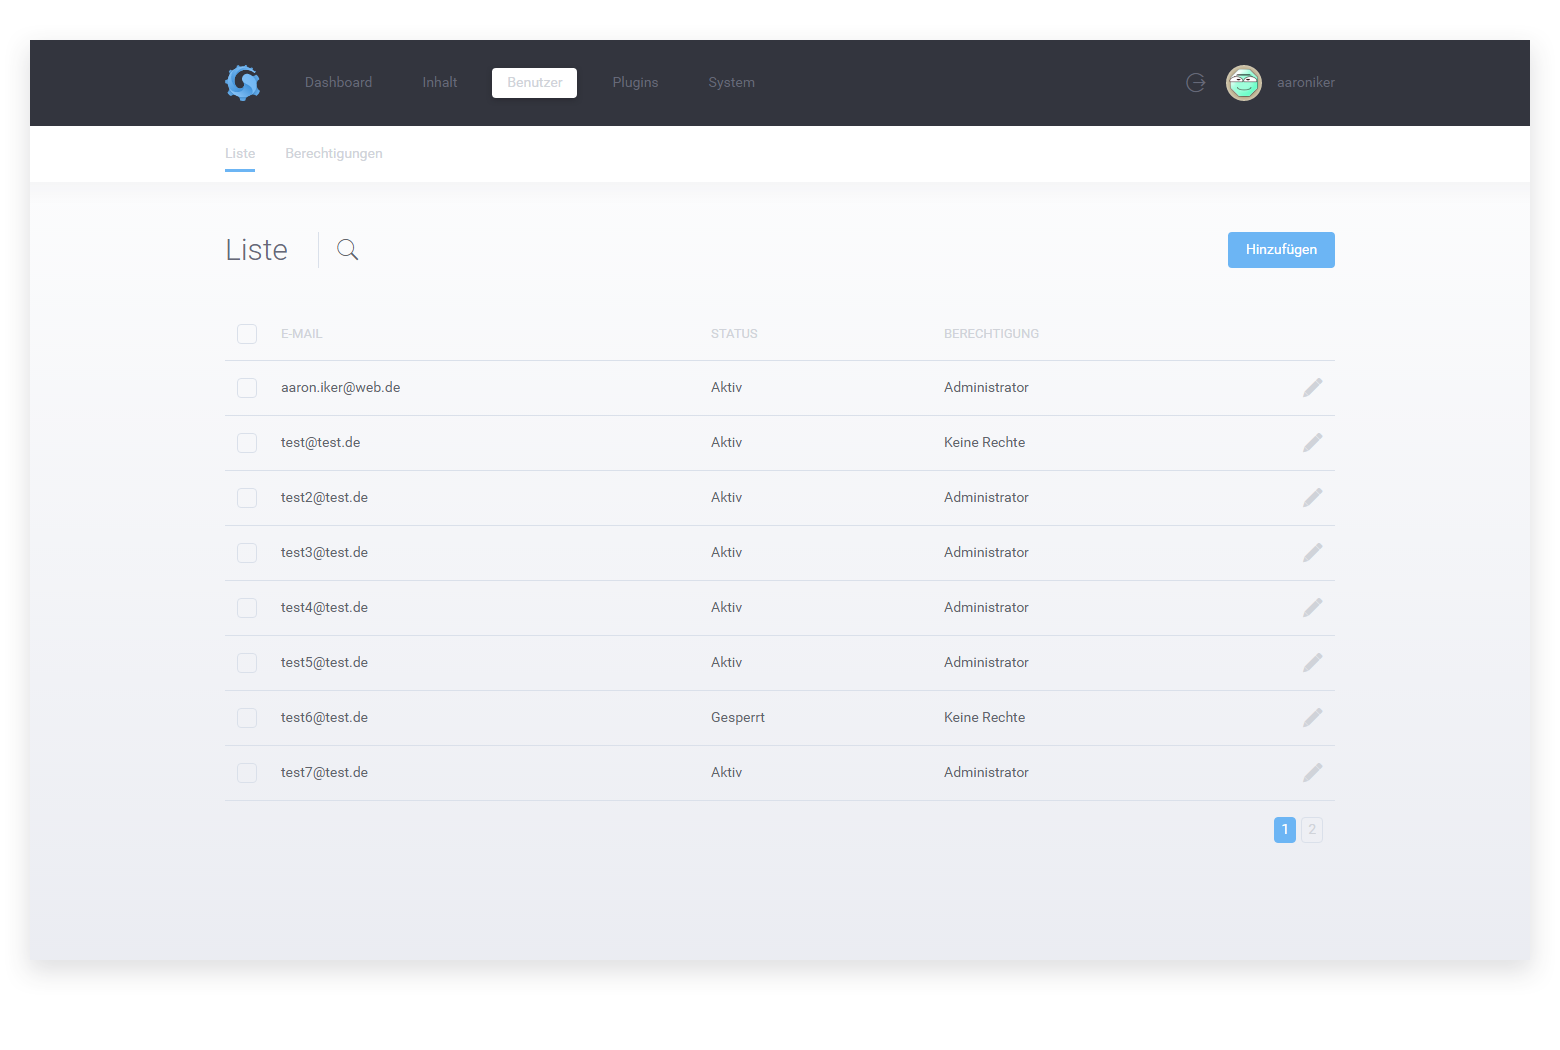 Dashboard Inhalt Benutzer Plugins System aaroniker
Liste Berechtigungen
Liste Hinzufügen
E-MAIL STATUS BERECHTIGUNG
aaron.iker@web.de Aktiv Administrator
test@test.de Aktiv Keine Rechte
test2@test.de Aktiv Administrator
test3@test.de Aktiv Administrator
test4@test.de Aktiv Administrator
test5@test.de Aktiv Administrator
test6@test.de Gesperrt Keine Rechte
test7@test.de Aktiv Administrator
1 2